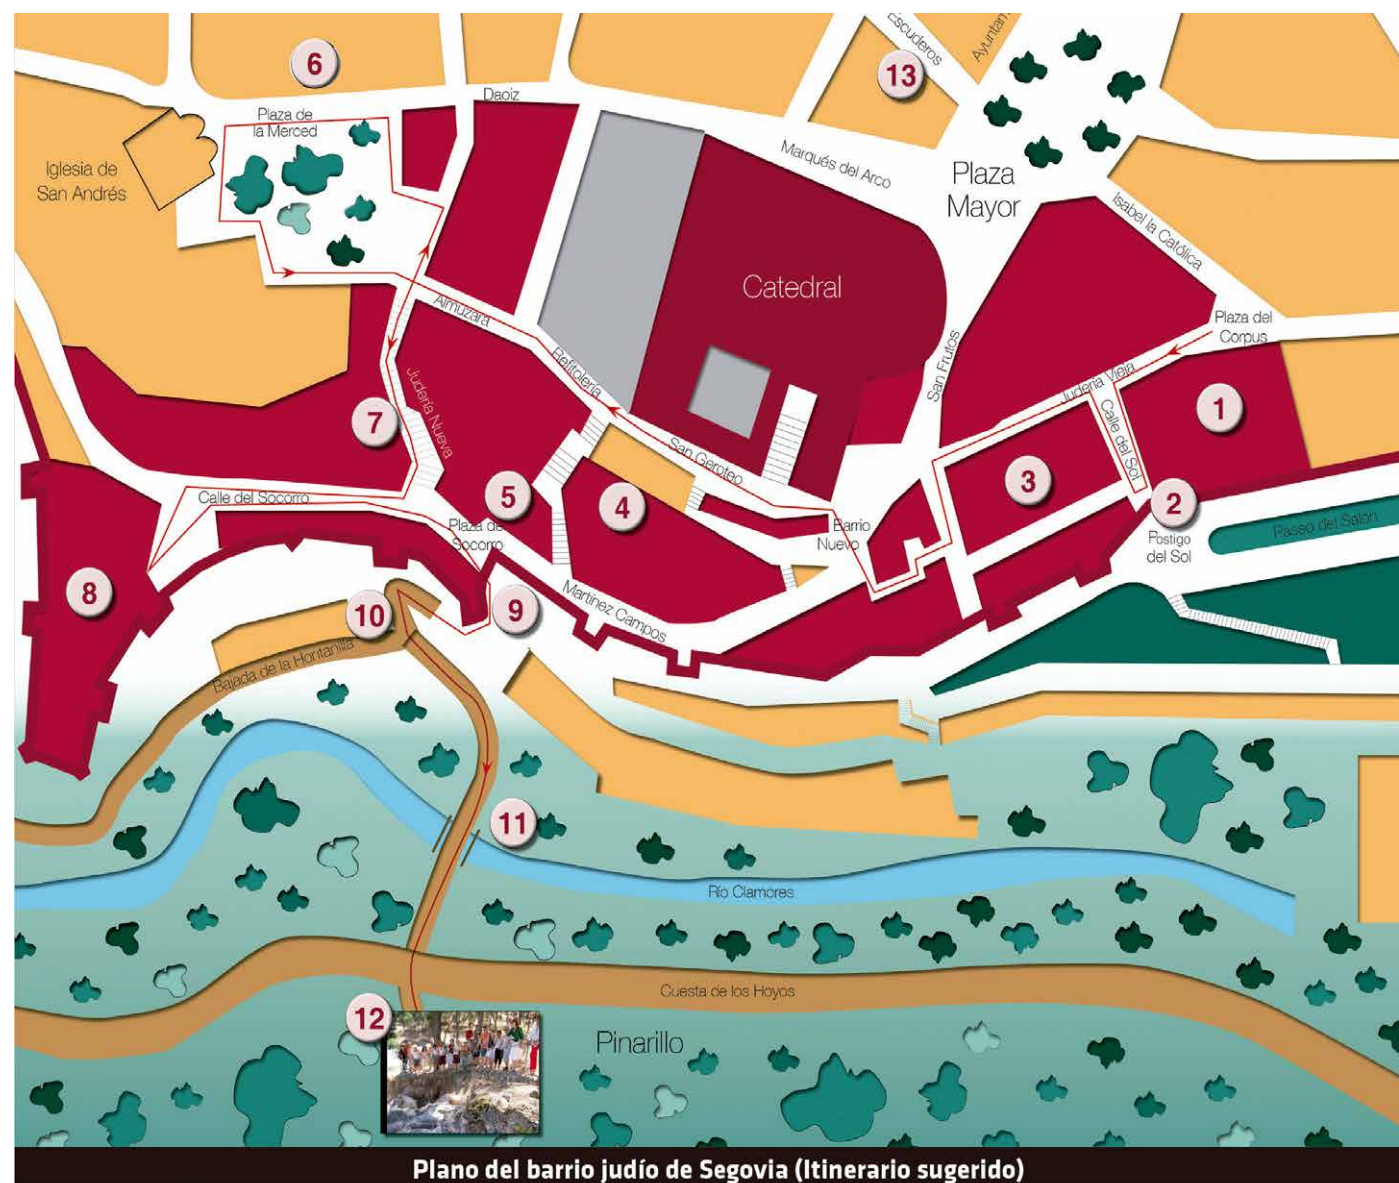 Escuderos
13
6
Daoiz
Plaza de
la Merced
Marqués del Arco
Iglesia de
San Andrés
Plaza
Mayor
Isabel la Católica
Catedral
Almuzara
Plaza del
Corpus
San Frutos
Refitolería
Judería Vieja
Judería Nueva
7
1
Calle del Sol
San Geroteo
3
5
4
2
Calle del Socorro
Plaza de
Socorro
Barrio
Nuevo
Postigo
del Sol
Paseo del Salón
8
Martínez Campos
10
9
Bajada de la Hontanilla
11
Río Clamores
Cuesta de los Hoyos
12
Pinarillo
Plano del barrio judío de Segovia (Itinerario sugerido)